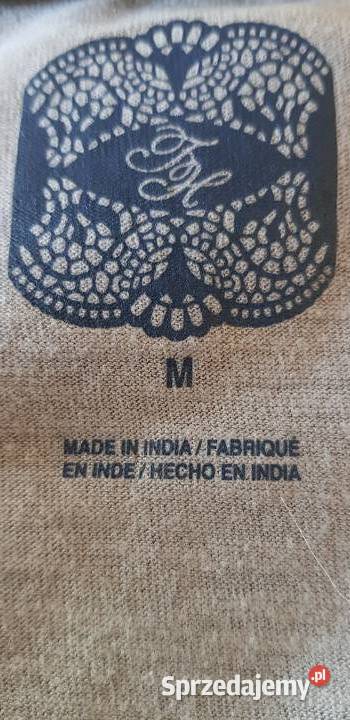 M
MADE IN INDIA / FABRIQUÉ
EN INDE / HECHO EN INDIA
Sprzedajemy.pl